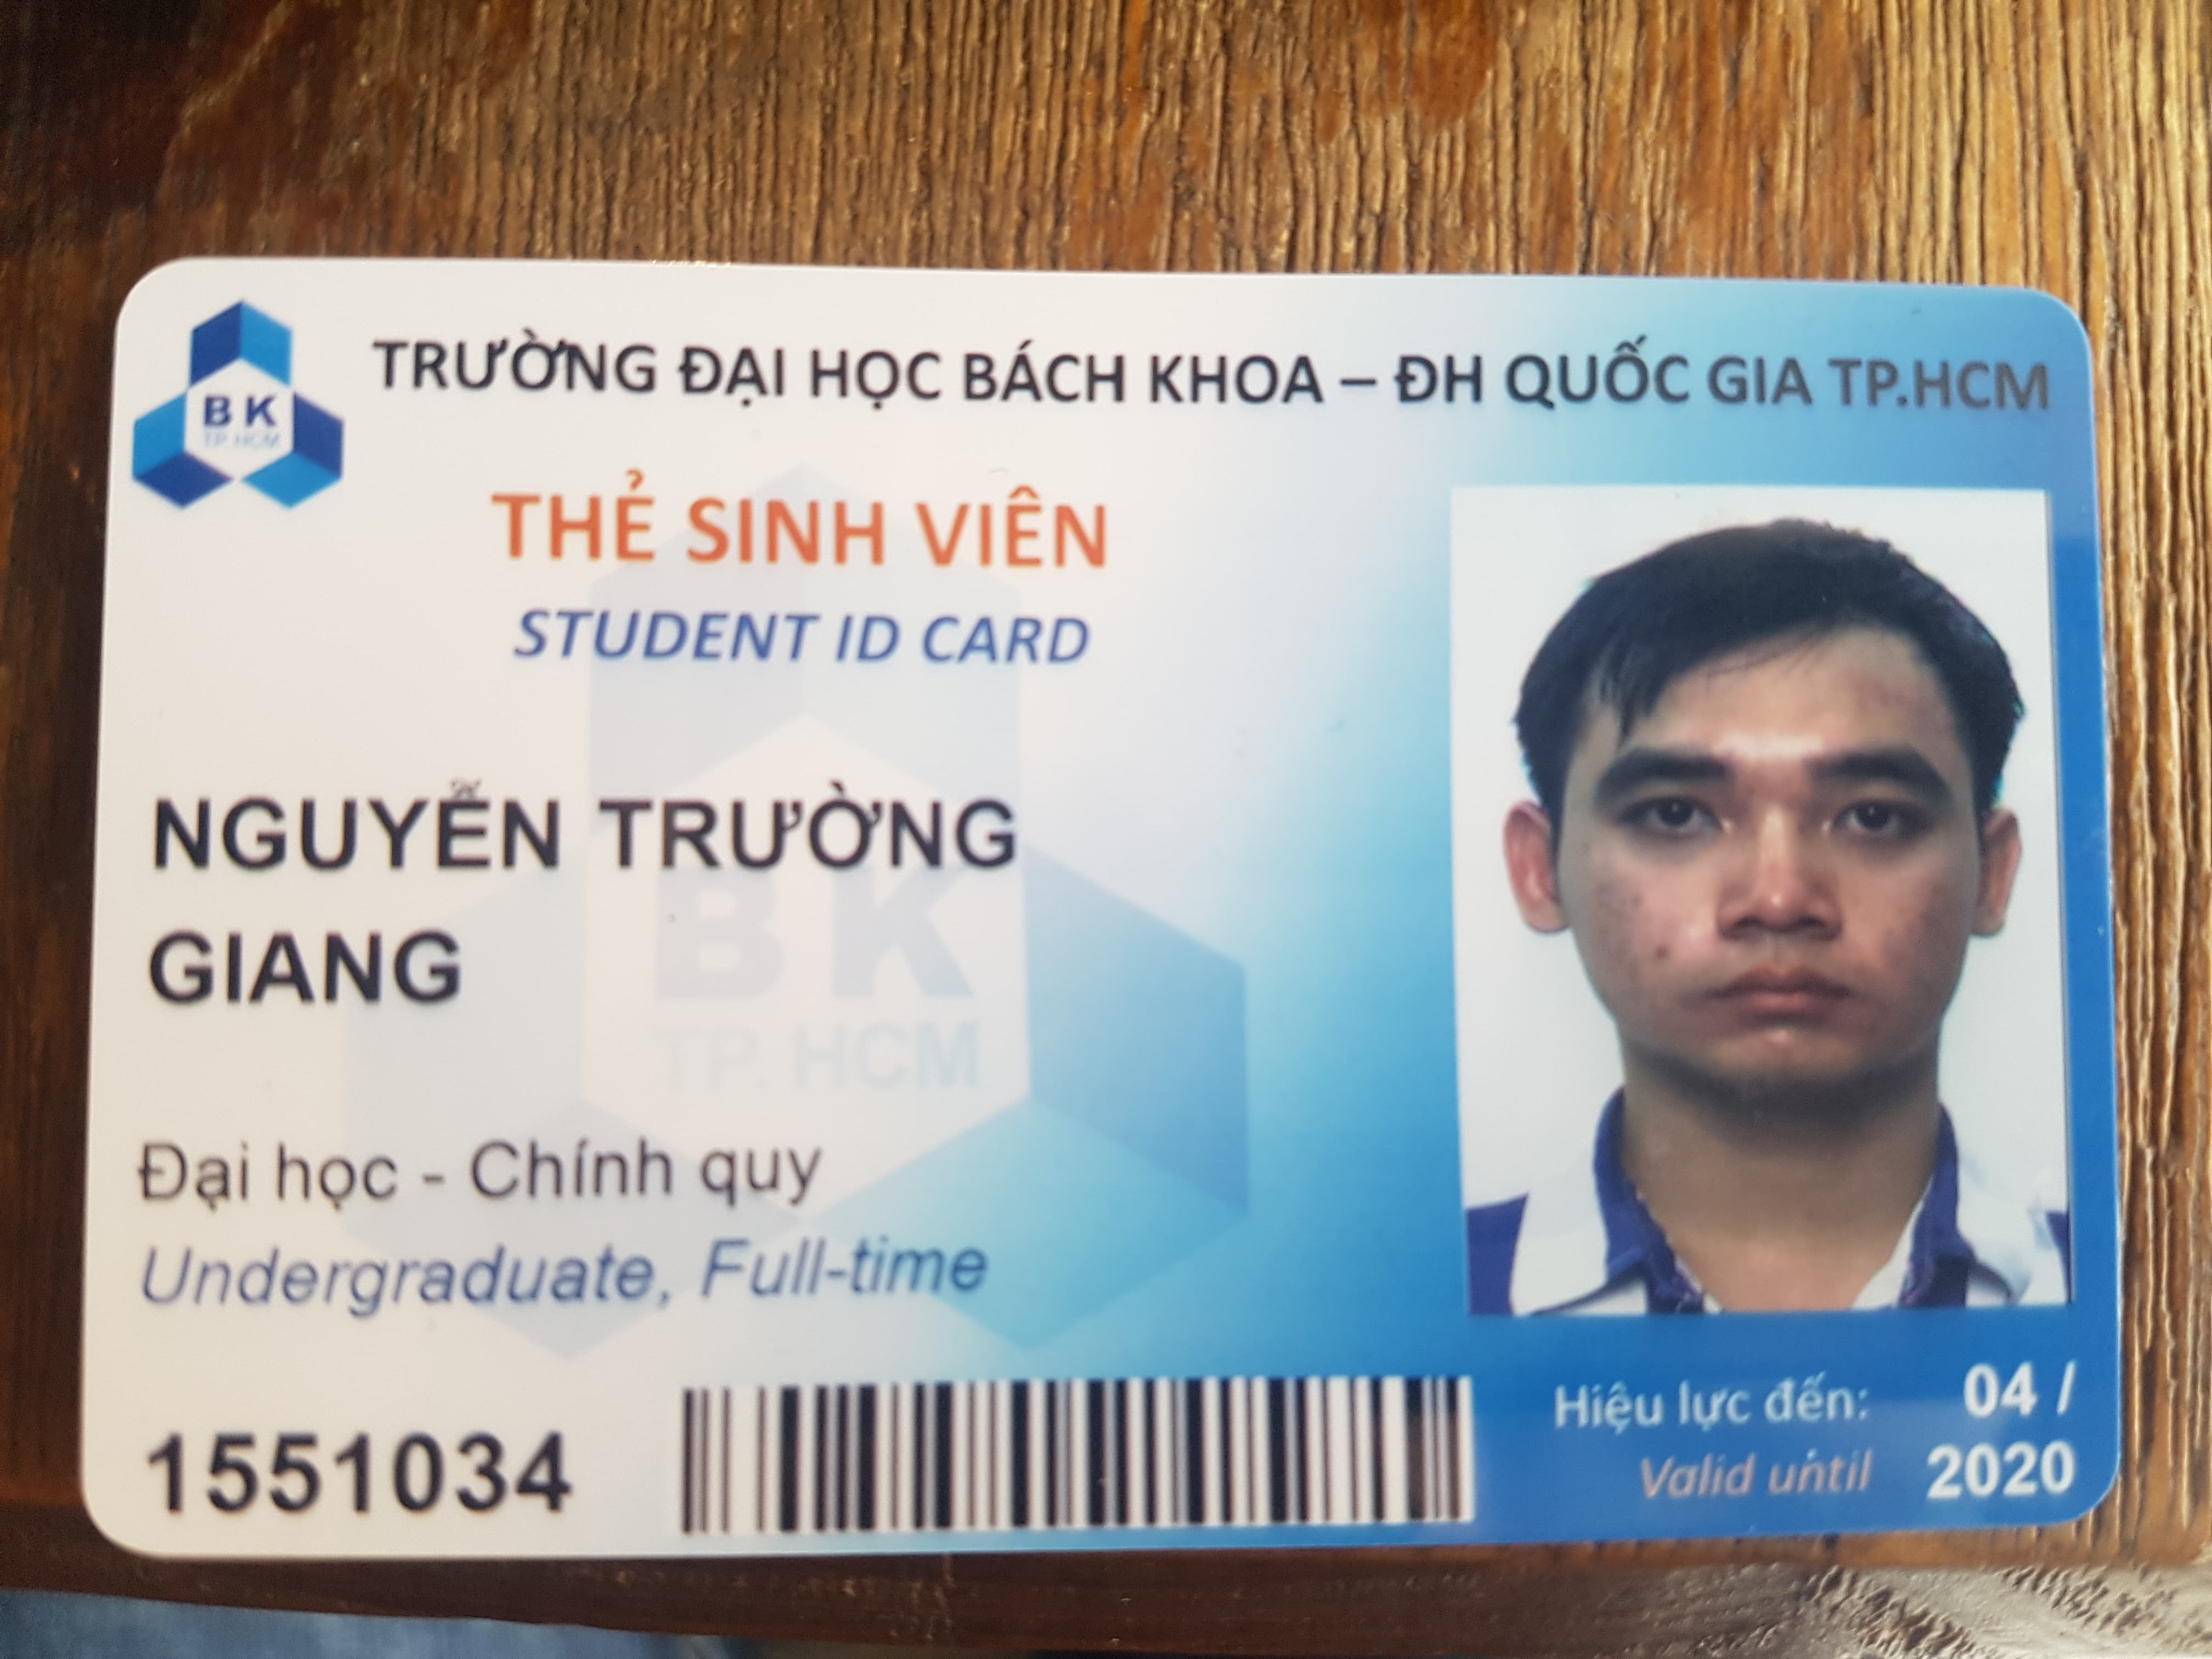 BK
TP.HCM
TRƯỜNG ĐẠI HỌC BÁCH KHOA – ĐH QUỐC GIA TP.HCM
THẺ SINH VIÊN
STUDENT ID CARD
NGUYỄN TRƯỜNG
GIANG
BK
TP. HCM
Đại học - Chính quy
Undergraduate, Full-time
1551034
Hiệu lực đến: 04 /
Valid until 2020